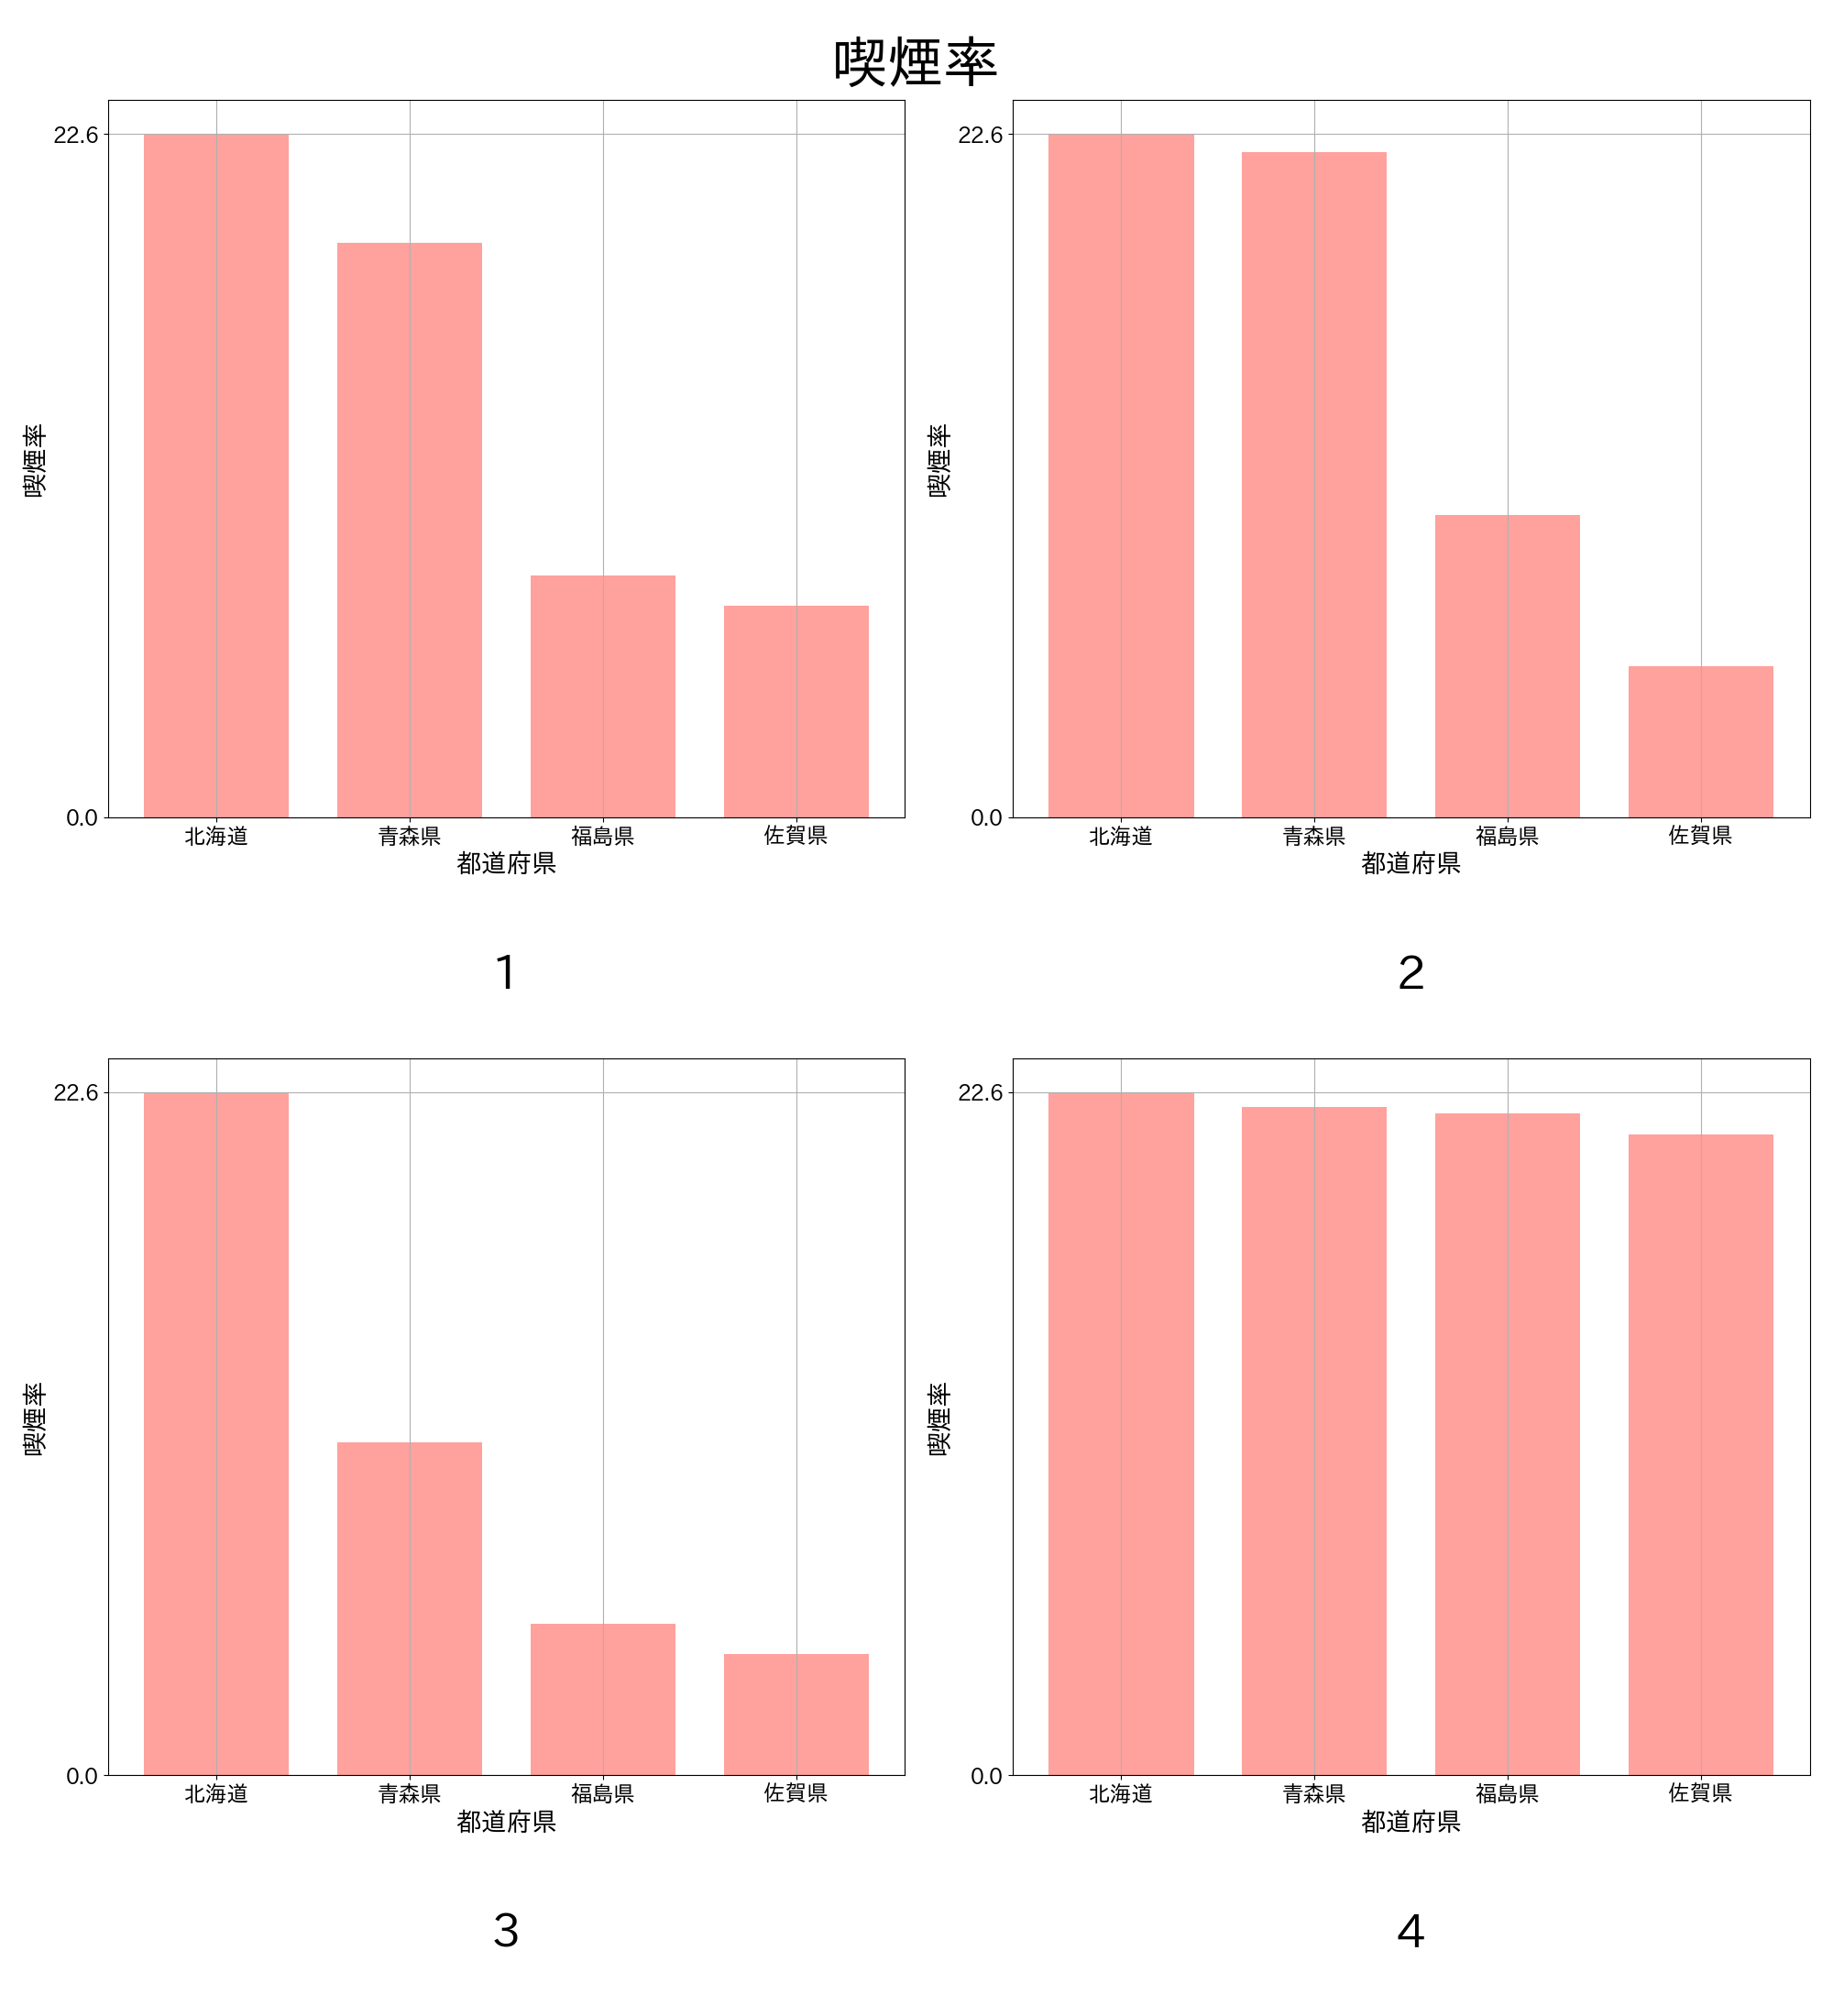 喫煙率
22.6
0.0
喫煙率
北海道 青森県 福島県 佐賀県
都道府県
1
22.6
0.0
喫煙率
北海道 青森県 福島県 佐賀県
都道府県
2
22.6
0.0
喫煙率
北海道 青森県 福島県 佐賀県
都道府県
3
22.6
0.0
喫煙率
北海道 青森県 福島県 佐賀県
都道府県
4